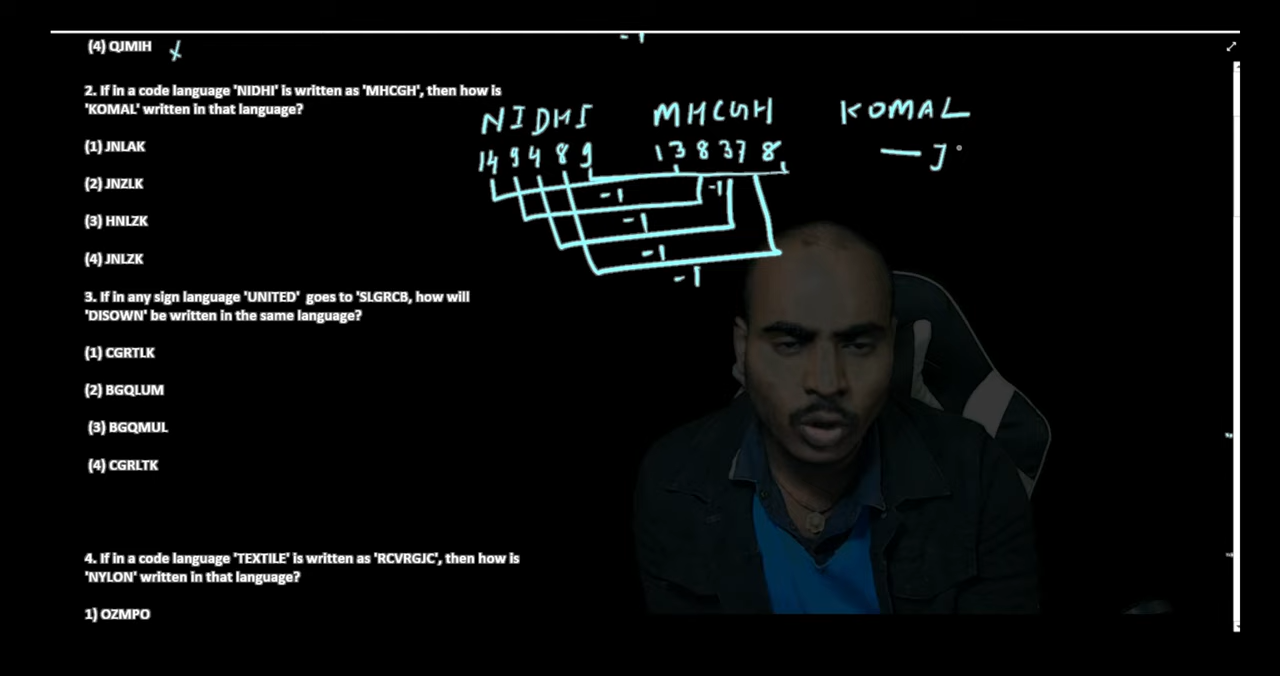 (4) QJMIH X
-1
2. If in a code language 'NIDHI' is written as 'MHCGH', then how is
'KOMAL' written in that language?
NIDHI MHCGH KOMAL
14 9 4 8 9 13 8 3 7 8 — J
-1 -1
-1
-1
-1
(1) JNLAK
(2) JNZLK
(3) HNLZK
(4) JNLZK
3. If in any sign language 'UNITED' goes to 'SLGRCB, how will
'DISOWN' be written in the same language?
(1) CGRTLK
(2) BGQLUM
(3) BGQMUL
(4) CGRLTK
4. If in a code language 'TEXTILE' is written as 'RCVRGJC', then how is
'NYLON' written in that language?
1) OZMPO